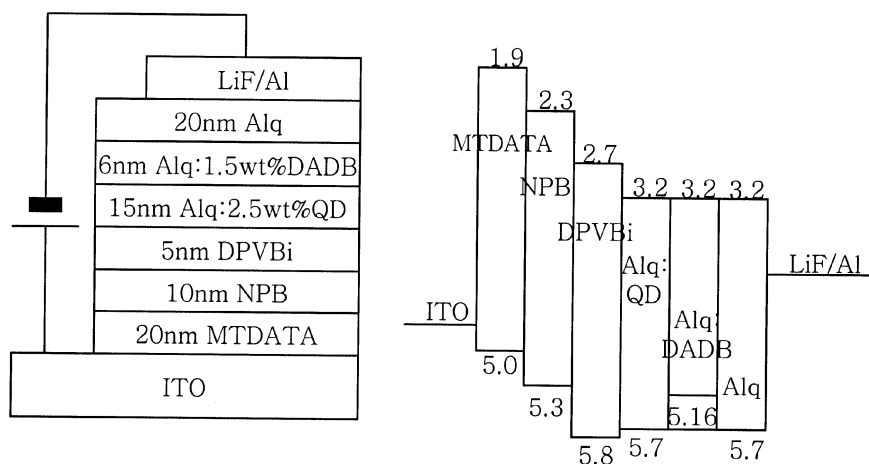 LiF/Al
20nm Alq
6nm Alq:1.5wt%DADB
15nm Alq:2.5wt%QD
5nm DPVBi
10nm NPB
20nm MTDATA
ITO
1.9
2.3
MTDATA
2.7
NPB
3.2
3.2
3.2
DPVBi
Alq:
QD
LiF/Al
ITO
Alq:
DADB
5.0
Alq
5.3
5.16
5.8
5.7
5.7